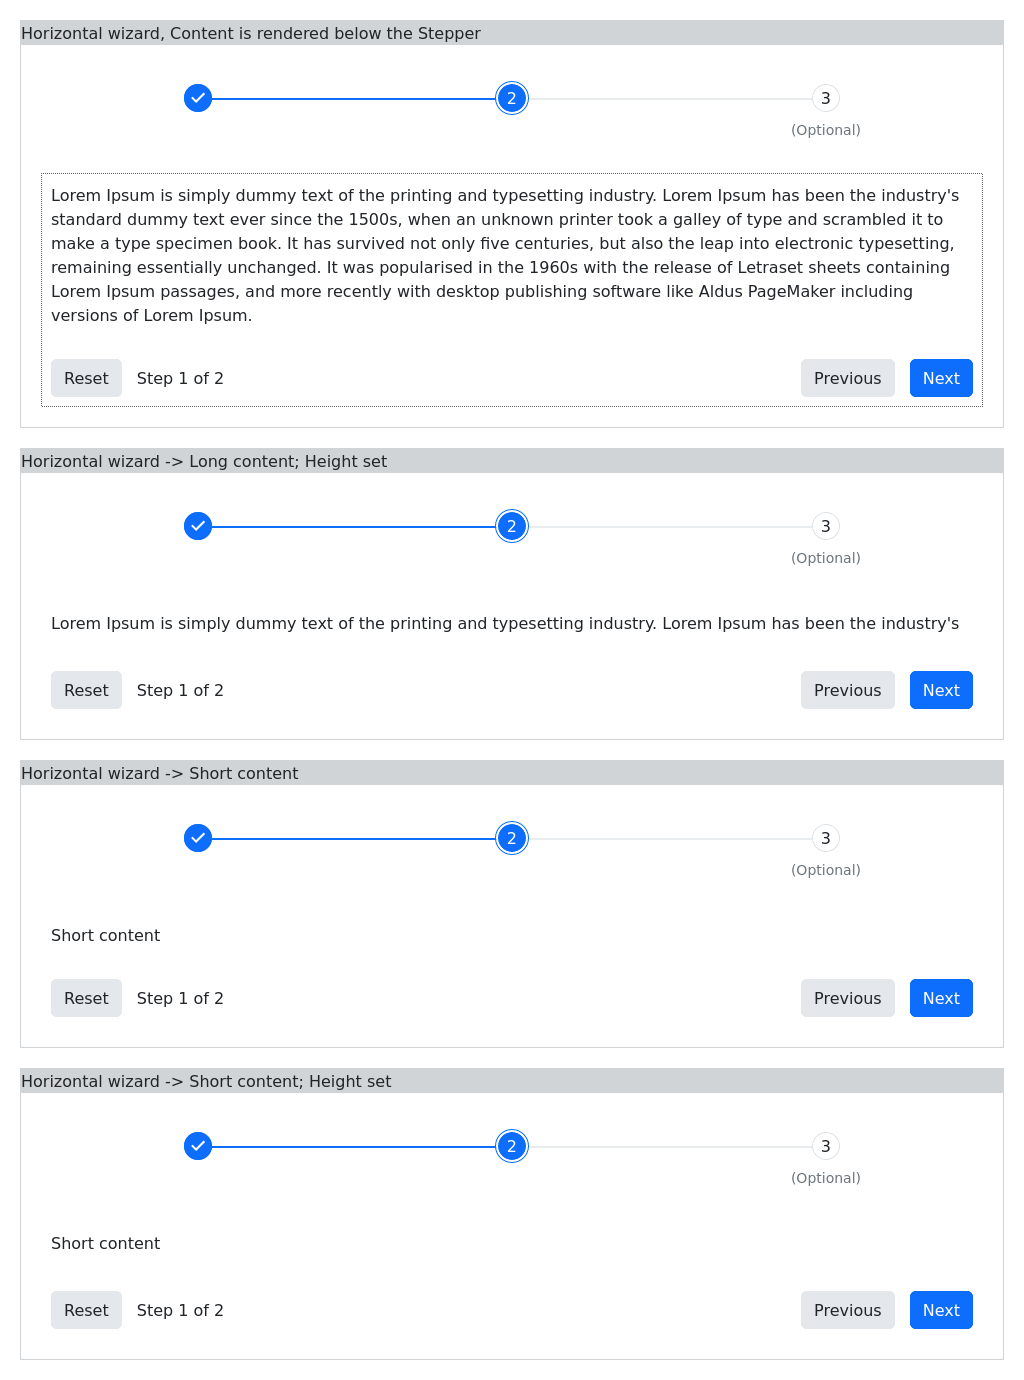 Horizontal wizard, Content is rendered below the Stepper
2
3
(Optional)
Lorem Ipsum is simply dummy text of the printing and typesetting industry. Lorem Ipsum has been the industry's
standard dummy text ever since the 1500s, when an unknown printer took a galley of type and scrambled it to
make a type specimen book. It has survived not only five centuries, but also the leap into electronic typesetting,
remaining essentially unchanged. It was popularised in the 1960s with the release of Letraset sheets containing
Lorem Ipsum passages, and more recently with desktop publishing software like Aldus PageMaker including
versions of Lorem Ipsum.
Reset Step 1 of 2 Previous Next
Horizontal wizard -> Long content; Height set
2
3
(Optional)
Lorem Ipsum is simply dummy text of the printing and typesetting industry. Lorem Ipsum has been the industry's
Reset Step 1 of 2 Previous Next
Horizontal wizard -> Short content
2
3
(Optional)
Short content
Reset Step 1 of 2 Previous Next
Horizontal wizard -> Short content; Height set
2
3
(Optional)
Short content
Reset Step 1 of 2 Previous Next